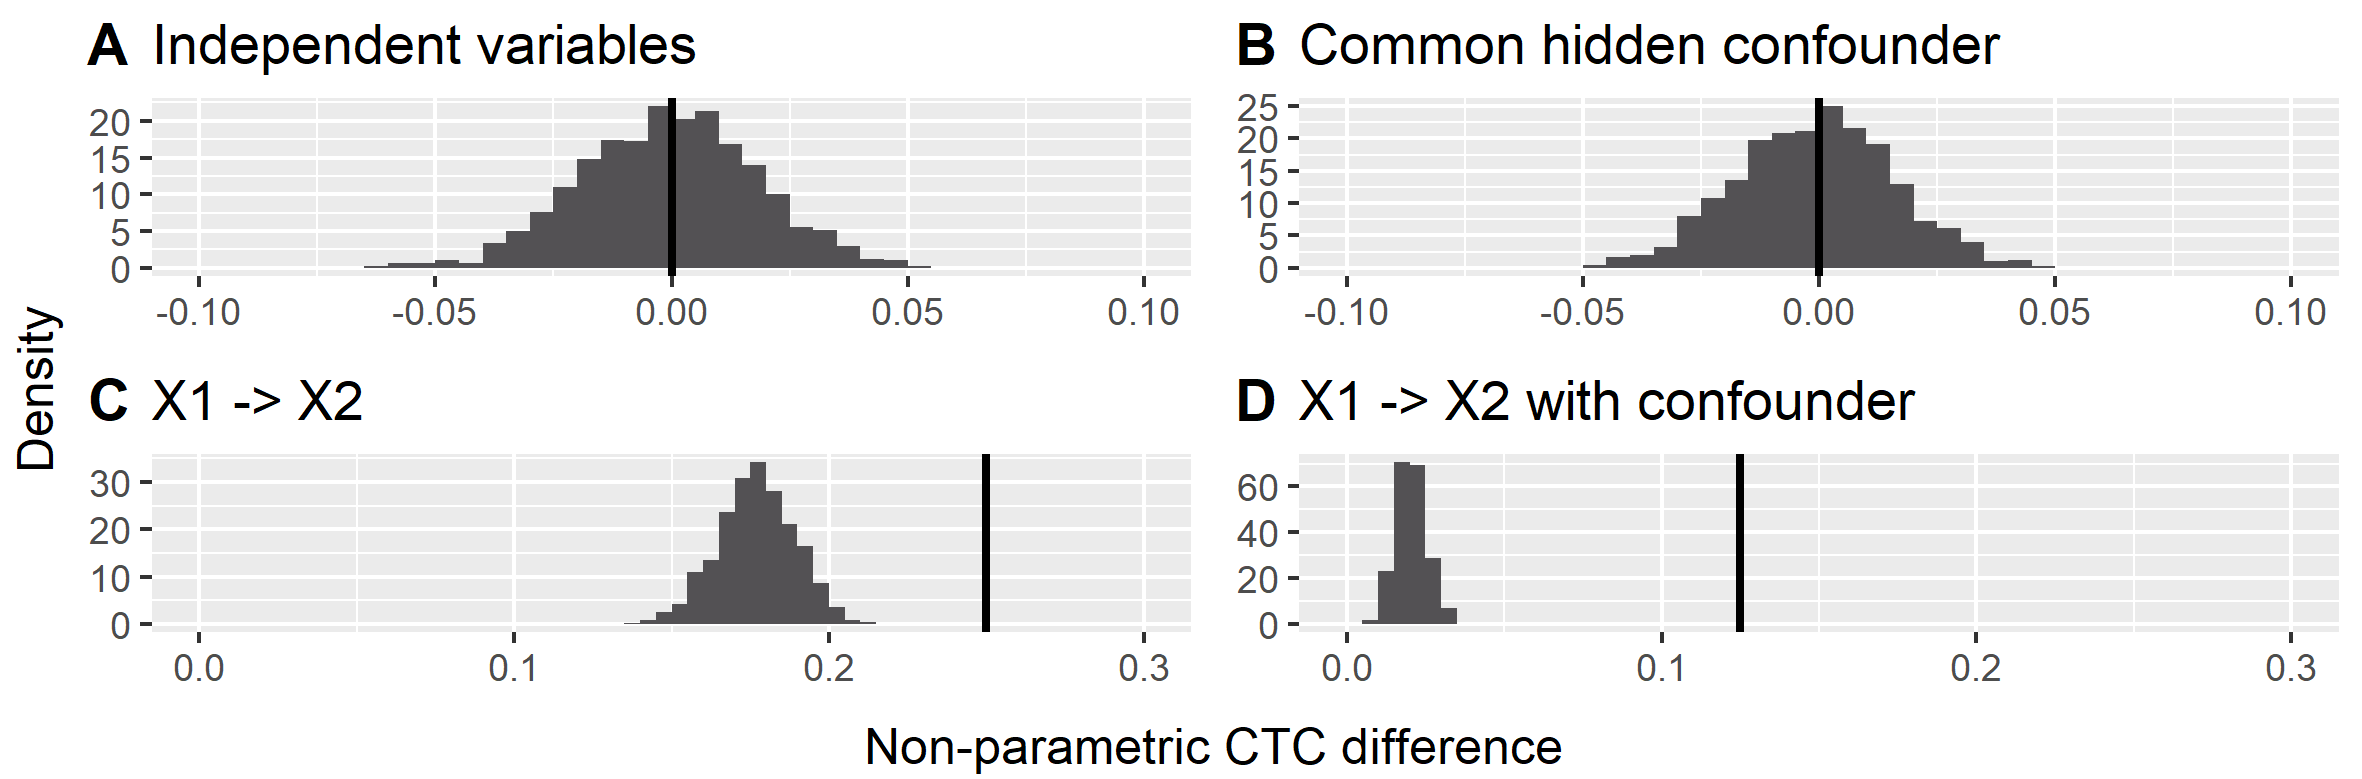 A Independent variables
20
15
10
5
0
-0.10 -0.05 0.00 0.05 0.10
B Common hidden confounder
25
20
15
10
5
0
-0.10 -0.05 0.00 0.05 0.10
Density
C X1 -> X2
30
20
10
0
0.0 0.1 0.2 0.3
D X1 -> X2 with confounder
60
40
20
0
0.0 0.1 0.2 0.3
Non-parametric CTC difference